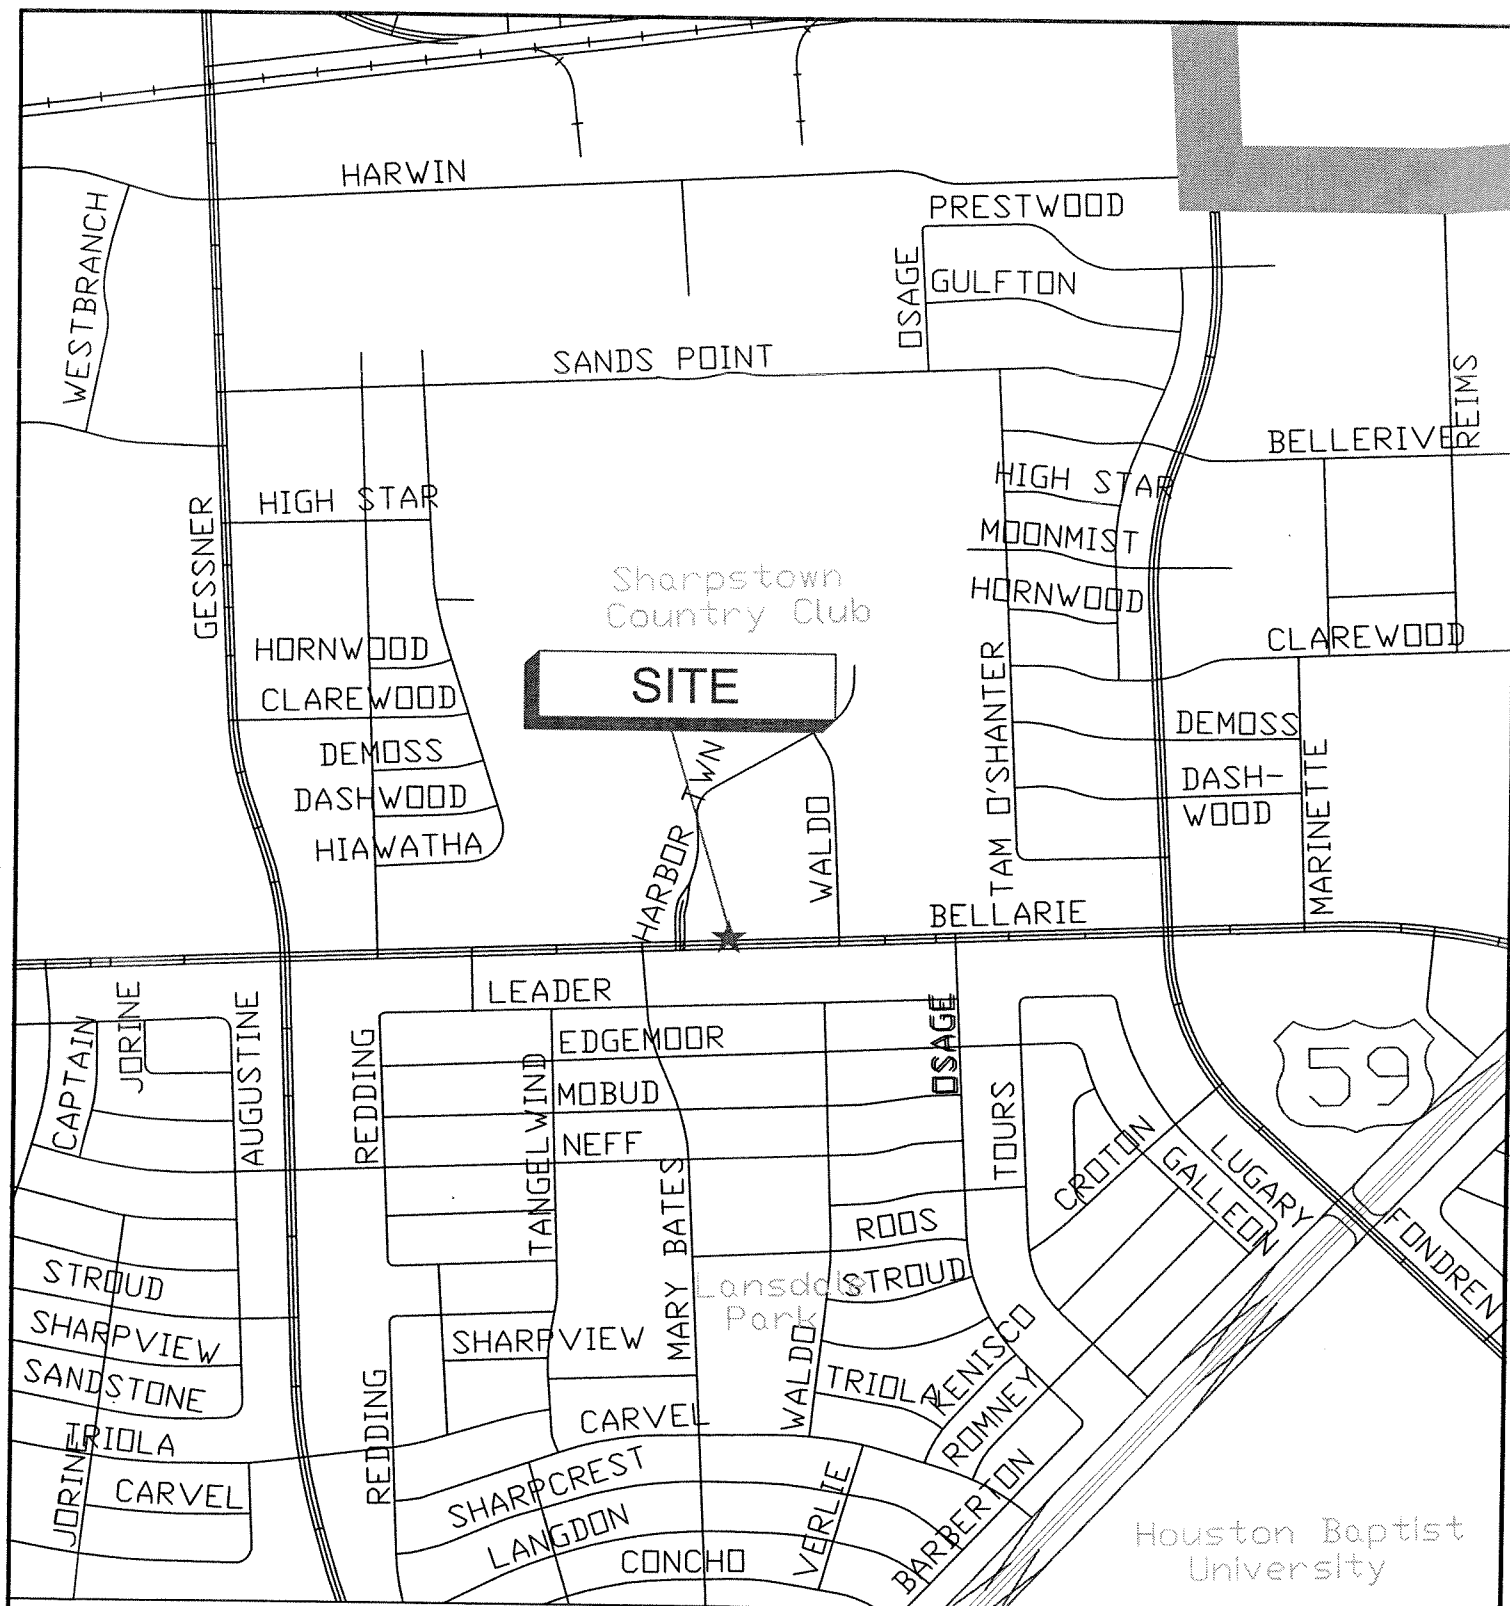 HARWIN
PRESTWOOD
WESTBRANCH
OSAGE
GULFTON
SANDS POINT
REIMS
BELLERIVE
HIGH STAR
HIGH STAR
GESSNER
MOONMIST
Sharpstown
Country Club
HORNWOOD
HORNWOOD
CLAREWOOD
SITE
CLAREWOOD
TAM O'SHANTER
DEMOSS
DEMOSS
HARBOR TWN
DASHWOOD
DASH-
WOOD
WALDO
MARINETTE
HIAWATHA
BELLARIE
LEADER
JORINE
AUGUSTINE
OSAGE
CAPTAIN
REDDING
EDGEMOOR
59
TANGELWIND
MOBUD
TOURS
NEFF
CROTON
LUGARY
GALLEON
MARY BATES
ROOS
FONDREN
STROUD
STROUD
Lansdale
Park
SHARPVIEW
SHARPVIEW
WALDO
KENISCO
SANDSTONE
TRIOLA
ROMNEY
REDDING
CARVEL
TRIOLA
JORINE
CARVEL
SHARPCREST
VERLIE
BARBERTON
LANGDON
CONCHO
Houston Baptist
University